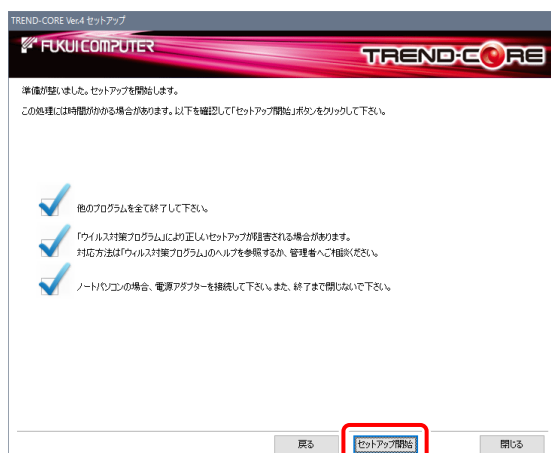 TREND-CORE Ver.4 セットアップ
FUKUI COMPUTER
TREND-CORE
準備が整いました。セットアップを開始します。
この処理には時間がかかる場合があります。以下を確認して「セットアップ開始」ボタンをクリックして下さい。
他のプログラムを全て終了して下さい。
「ウイルス対策プログラム」により正しいセットアップが阻害される場合があります。
対応方法は「ウィルス対策プログラム」のヘルプを参照するか、管理者へご相談ください。
ノートパソコンの場合、電源アダプターを接続して下さい。また、終了まで閉じないで下さい。
戻る
セットアップ開始
閉じる